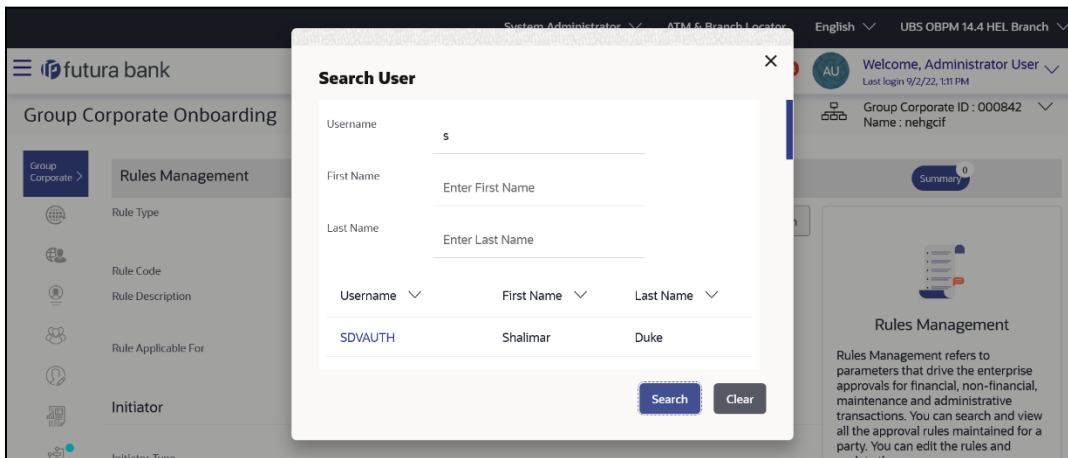 System Administrator ATM & Branch Locator English UBS OBPM 14.4 HEL Branch
futura bank
AU
Welcome, Administrator User
Last login 9/2/22, 1:11 PM
Group Corporate Onboarding
Group Corporate ID : 000842
Name : nehgcif
Group
Corporate >
Rules Management
Summary
0
Rule Type
Rule Code
Rule Description
Rule Applicable For
Initiator
Search User
Username
s
First Name
Enter First Name
Last Name
Enter Last Name
Username First Name Last Name
SDVAUTH Shalimar Duke
Search Clear
Rules Management
Rules Management refers to
parameters that drive the enterprise
approvals for financial, non-financial,
maintenance and administrative
transactions. You can search and view
all the approval rules maintained for a
party. You can edit the rules and